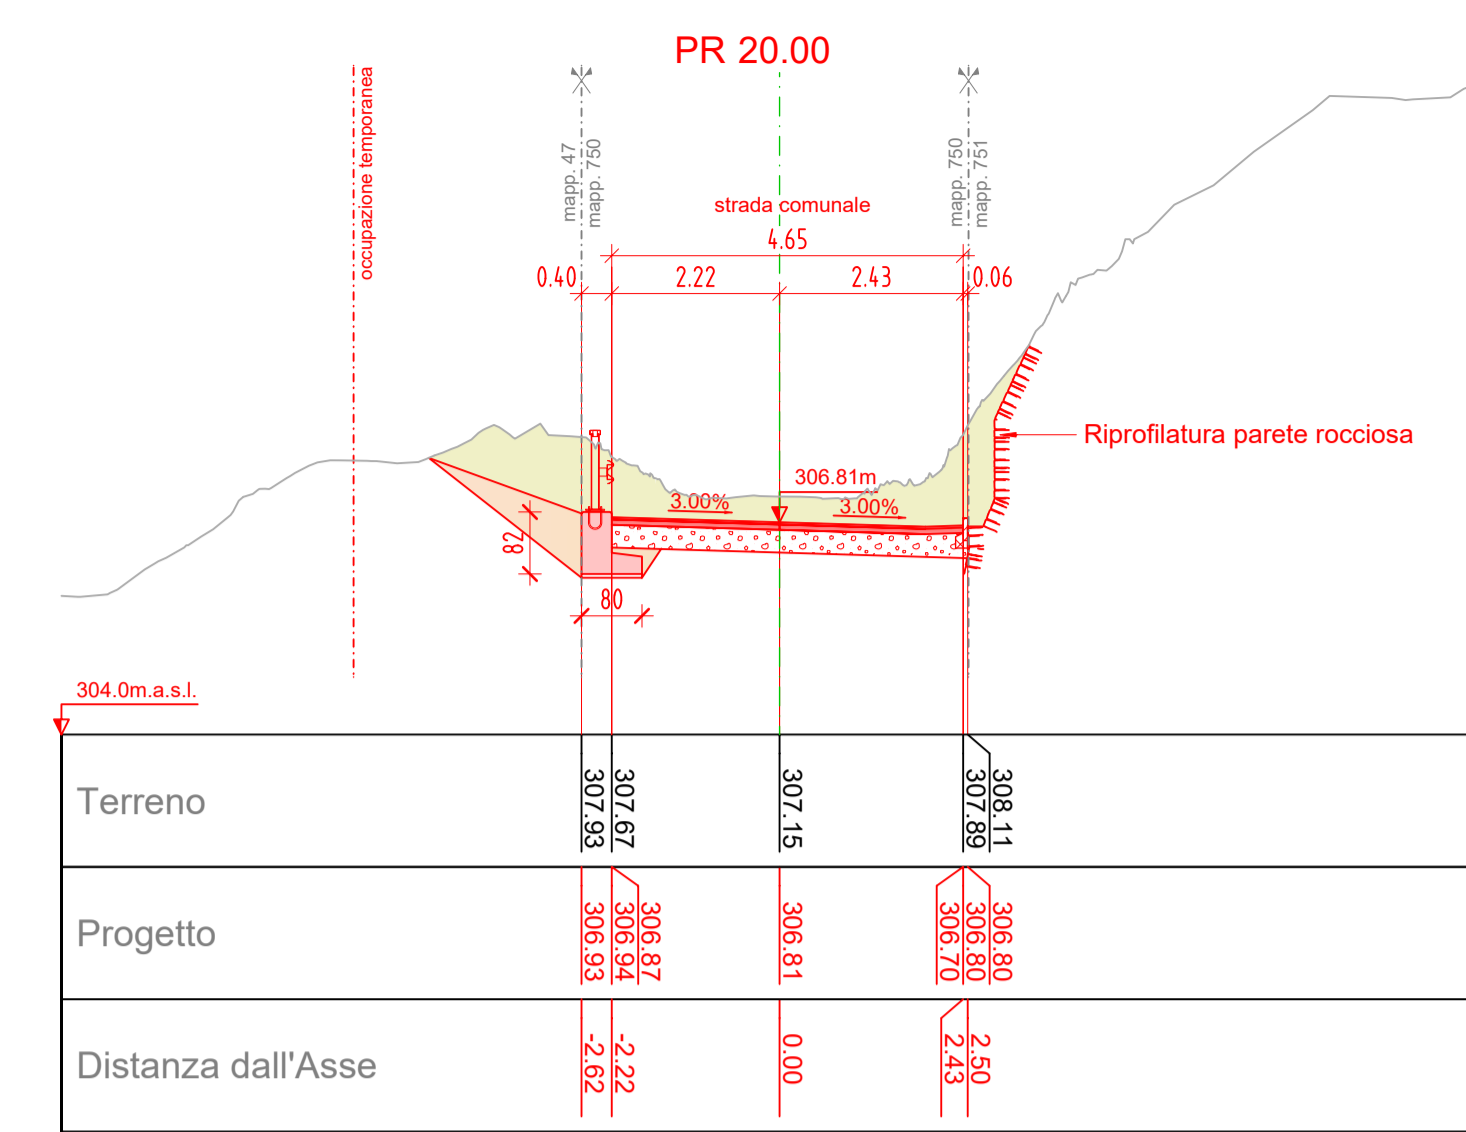 PR 20.00
occupazione temporanea
mapp. 47
mapp. 750
mapp. 750
mapp. 751
strada comunale
4.65
0.40
2.22
2.43
0.06
Riprofilatura parete rocciosa
306.81m
3.00%
3.00%
82
80
304.0m.a.s.l.
Terreno
307.93
307.67
307.15
307.89
308.11
Progetto
306.93
306.94
306.87
306.81
306.70
306.80
306.80
Distanza dall'Asse
-2.62
-2.22
0.00
2.43
2.50